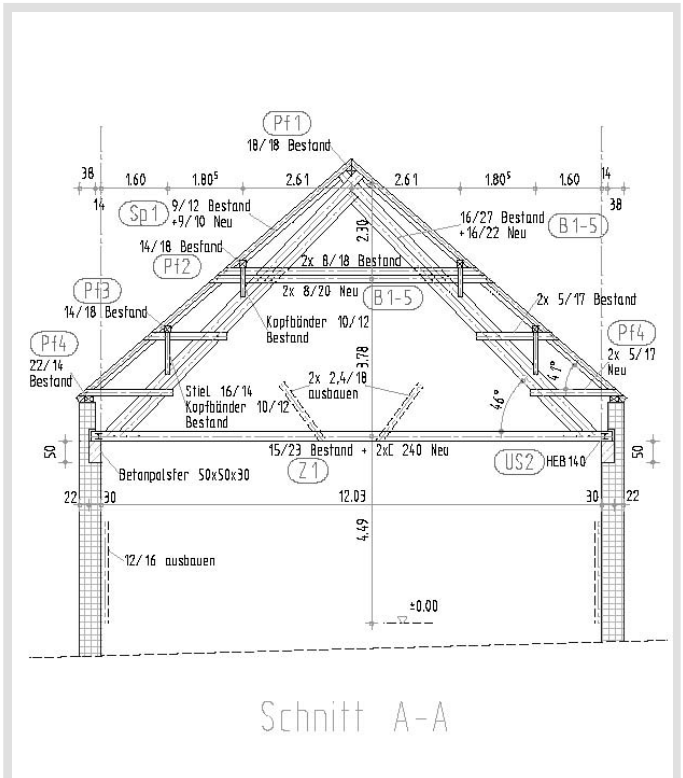 Pf1
18/18 Bestand
38 1.60 1.80⁵ 2.61 2.61 1.80⁵ 1.60 14
14 38
Sp1 9/12 Bestand
+9/10 Neu
16/27 Bestand
+16/22 Neu
B1-5
2.30
14/18 Bestand
Pf2
2x 8/18 Bestand
2x 8/20 Neu
B1-5
Pf3
14/18 Bestand
2x 5/17 Bestand
Kopfbänder 10/12
Bestand
Pf4
22/14
Bestand
Pf4
2x 5/17
Neu
3.78
41°
46°
Stiel 16/14
Kopfbänder 10/12
Bestand
2x 2,4/18
ausbauen
50
15/23 Bestand + 2x[ 240 Neu
Z1
US2 HEB140
50
Betonpolster 50x50x30
22 30 12.03 30 22
4.49
12/16 ausbauen
±0.00
Schnitt A-A